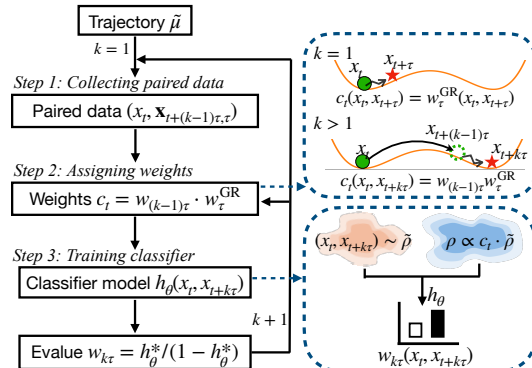 Trajectory μ̃
k = 1
Step 1: Collecting paired data
Paired data (x_t, 𝐱_{t+(k−1)τ,τ})
Step 2: Assigning weights
Weights c_t = w_{(k−1)τ} · w_τ^{GR}
Step 3: Training classifier
Classifier model h_θ(x_t, x_{t+kτ})
k + 1
Evalue w_{kτ} = h_θ^*/(1 − h_θ^*)
k = 1
x_t
x_{t+τ}
c_t(x_t, x_{t+τ}) = w_τ^{GR}(x_t, x_{t+τ})
k > 1
x_{t+(k−1)τ}
x_t
x_{t+kτ}
c_t(x_t, x_{t+kτ}) = w_{(k−1)τ}w_τ^{GR}
(x_t, x_{t+kτ}) ∼ ρ̃
ρ ∝ c_t · ρ̃
h_θ
w_{kτ}(x_t, x_{t+kτ})